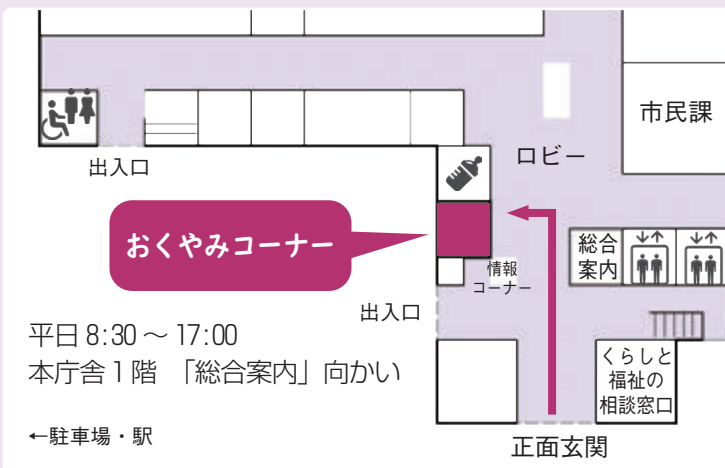 市民課
ロビー
出入口
おくやみコーナー
総合
案内
情報
コーナー
出入口
平日 8:30 ～ 17:00
本庁舎 1 階 「総合案内」向かい
くらしと
福祉の
相談窓口
←駐車場・駅
正面玄関